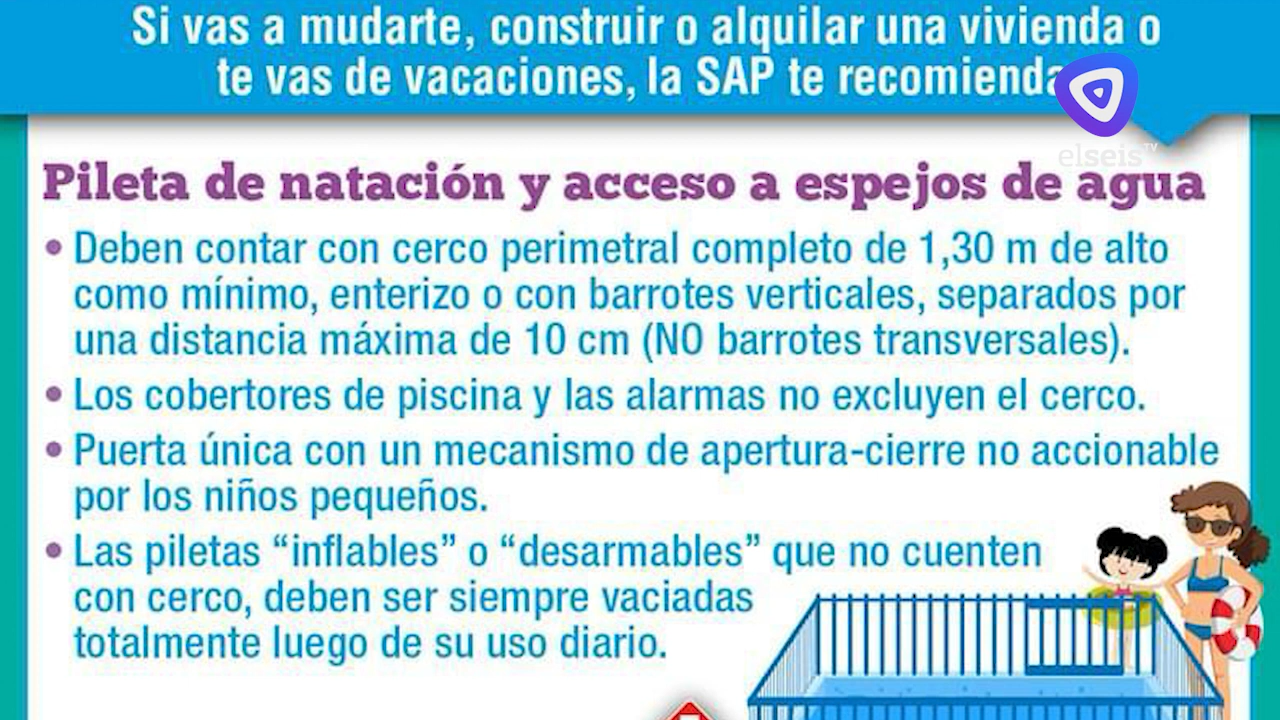 Si vas a mudarte, construir o alquilar una vivienda o
te vas de vacaciones, la SAP te recomienda
elseis TV
Pileta de natación y acceso a espejos de agua
• Deben contar con cerco perimetral completo de 1,30 m de alto
como mínimo, enterizo o con barrotes verticales, separados por
una distancia máxima de 10 cm (NO barrotes transversales).
• Los cobertores de piscina y las alarmas no excluyen el cerco.
• Puerta única con un mecanismo de apertura-cierre no accionable
por los niños pequeños.
• Las piletas “inflables” o “desarmables” que no cuenten
con cerco, deben ser siempre vaciadas
totalmente luego de su uso diario.